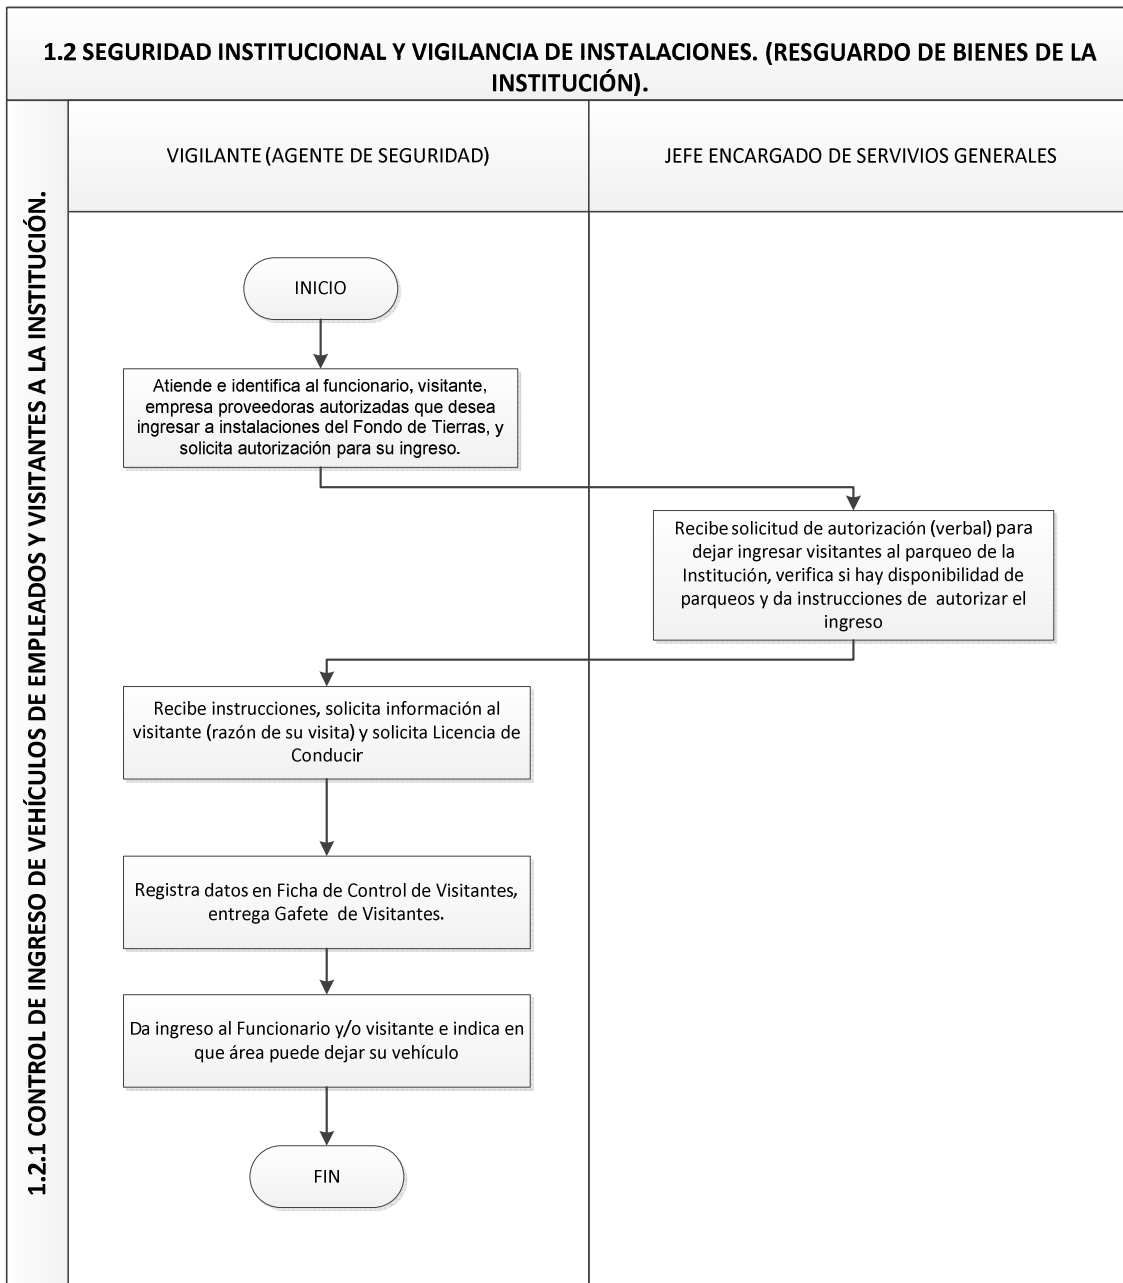 1.2 SEGURIDAD INSTITUCIONAL Y VIGILANCIA DE INSTALACIONES. (RESGUARDO DE BIENES DE LA
INSTITUCIÓN).
1.2.1 CONTROL DE INGRESO DE VEHÍCULOS DE EMPLEADOS Y VISITANTES A LA INSTITUCIÓN.
VIGILANTE (AGENTE DE SEGURIDAD)
JEFE ENCARGADO DE SERVIVIOS GENERALES
INICIO
Atiende e identifica al funcionario, visitante,
empresa proveedoras autorizadas que desea
ingresar a instalaciones del Fondo de Tierras, y
solicita autorización para su ingreso.
Recibe solicitud de autorización (verbal) para
dejar ingresar visitantes al parqueo de la
Institución, verifica si hay disponibilidad de
parqueos y da instrucciones de autorizar el
ingreso
Recibe instrucciones, solicita información al
visitante (razón de su visita) y solicita Licencia de
Conducir
Registra datos en Ficha de Control de Visitantes,
entrega Gafete de Visitantes.
Da ingreso al Funcionario y/o visitante e indica en
que área puede dejar su vehículo
FIN